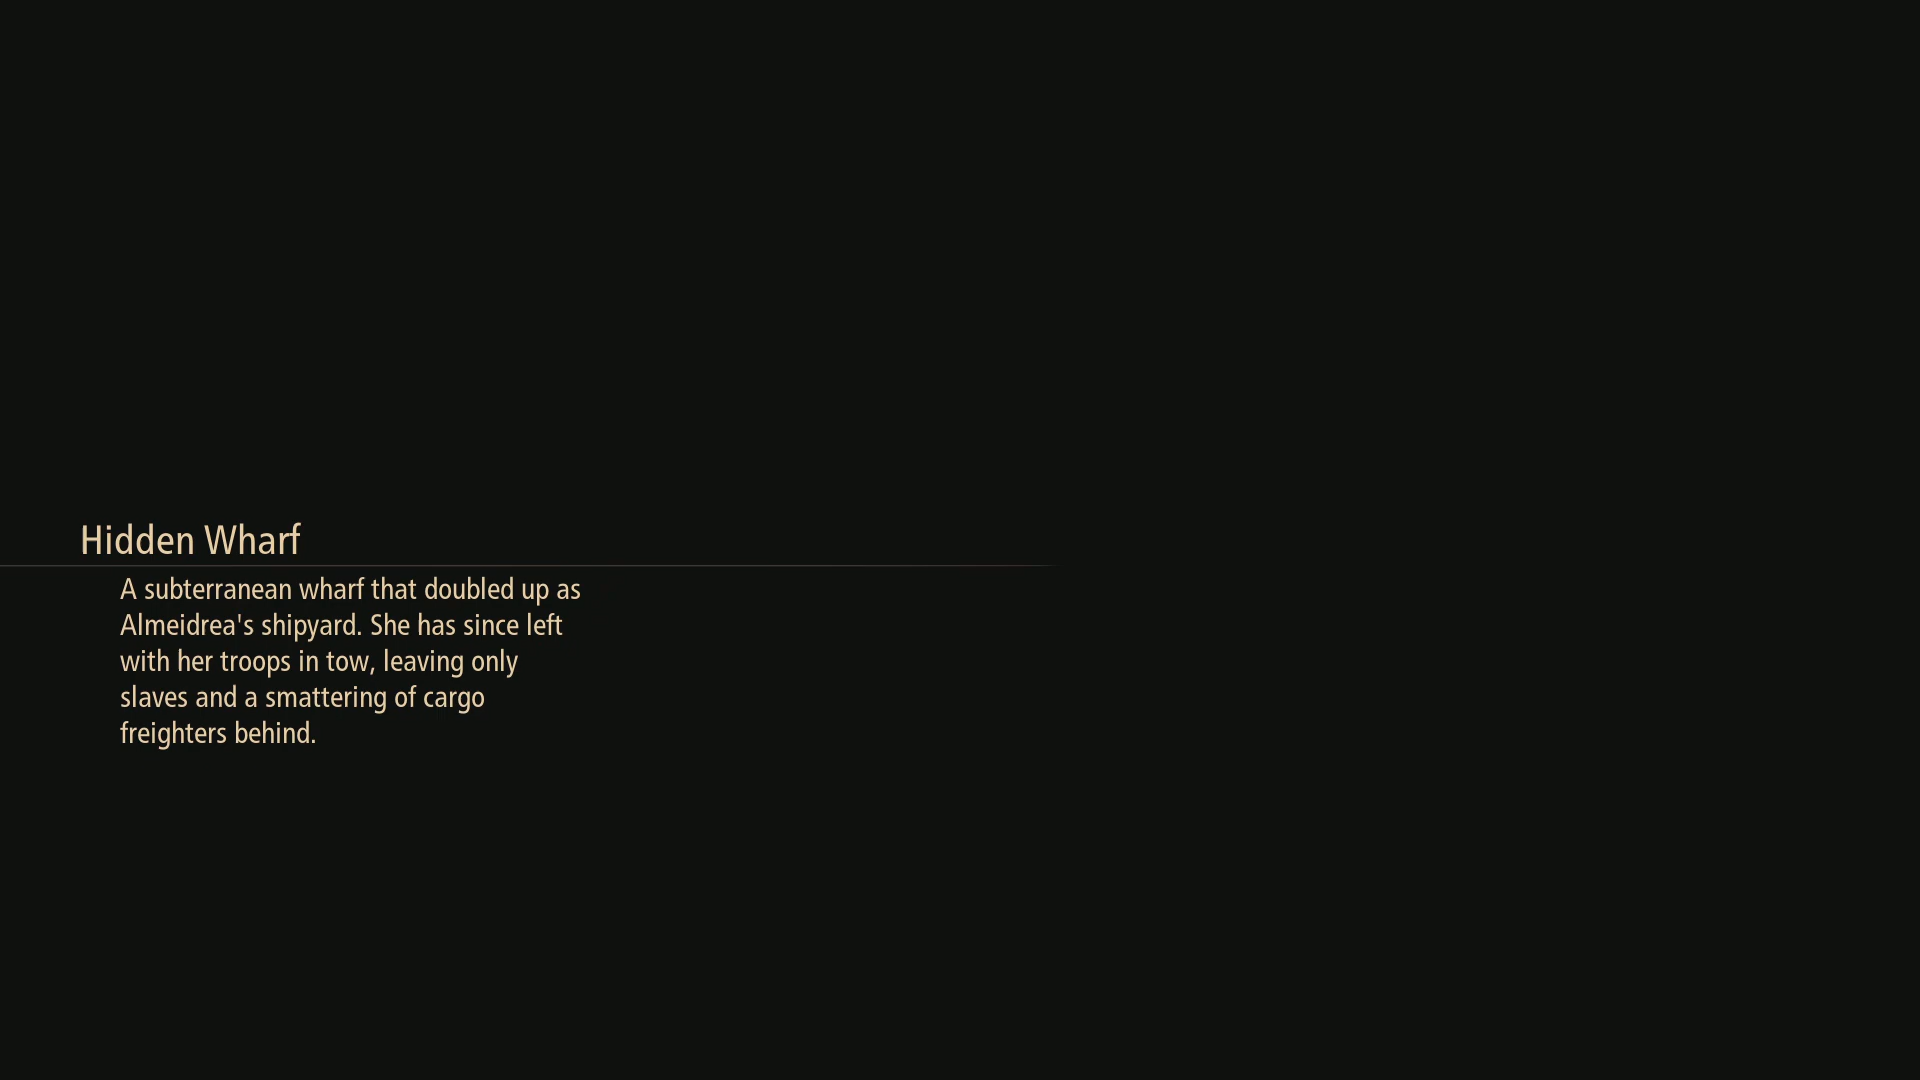 Hidden Wharf
A subterranean wharf that doubled up as
Almeidrea's shipyard. She has since left
with her troops in tow, leaving only
slaves and a smattering of cargo
freighters behind.